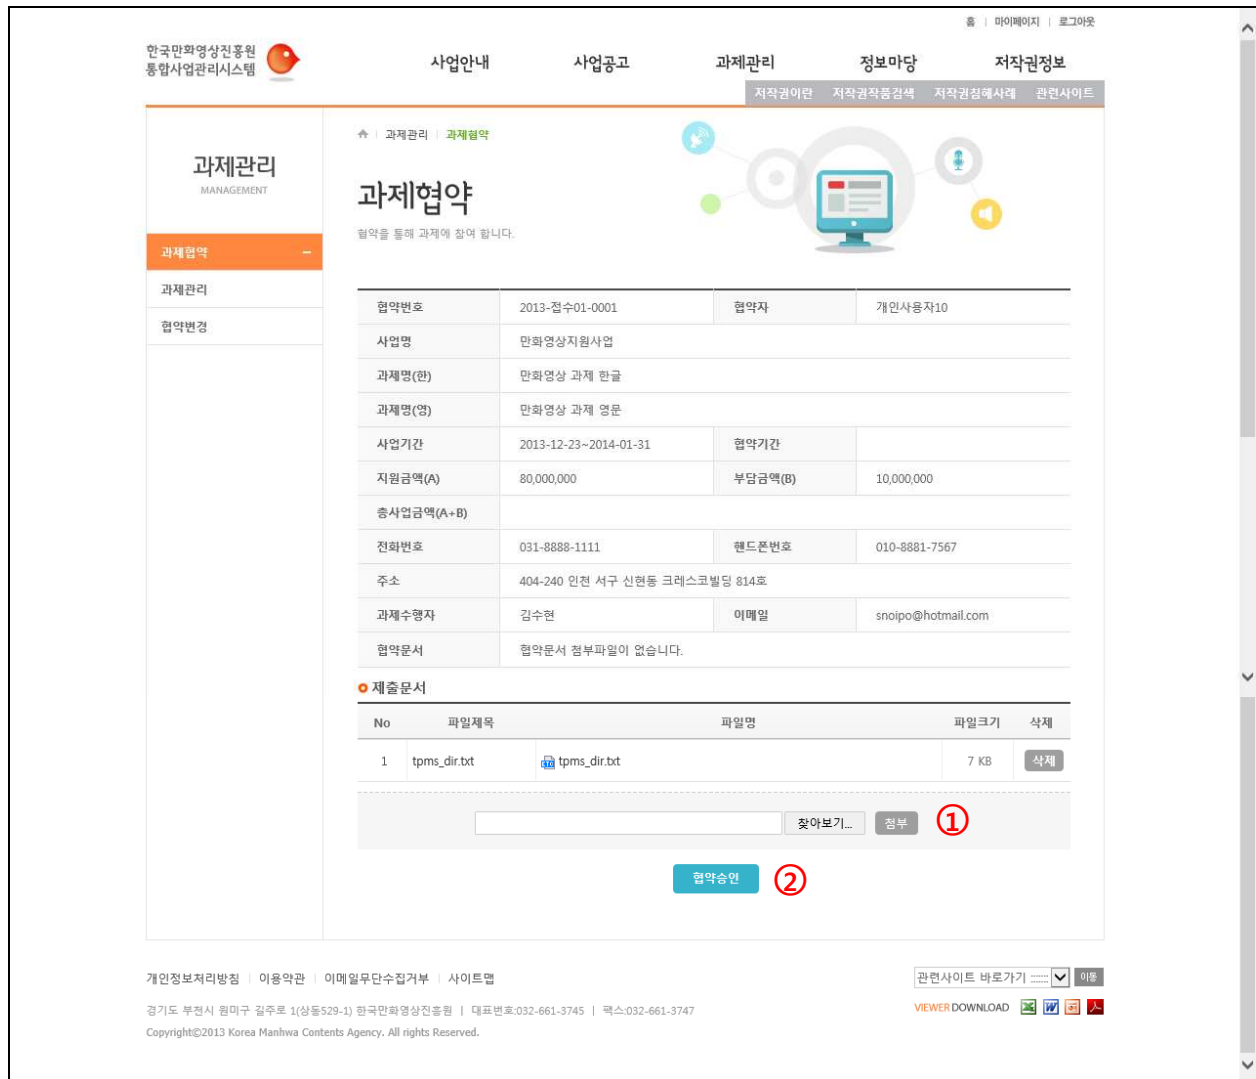 홈 | 마이페이지 | 로그아웃
한국만화영상진흥원
통합사업관리시스템
사업안내 사업공고 과제관리 정보마당 저작권정보
저작권이란 저작권작품검색 저작권침해사례 관련사이트
과제관리 | 과제협약
과제관리
MANAGEMENT
과제협약
협약을 통해 과제에 참여 합니다.
과제협약
과제관리
협약변경
협약번호 2013-접수01-0001 협약자 개인사용자10
사업명 만화영상지원사업
과제명(한) 만화영상 과제 한글
과제명(영) 만화영상 과제 영문
사업기간 2013-12-23~2014-01-31 협약기간
지원금액(A) 80,000,000 부담금액(B) 10,000,000
총사업금액(A+B)
전화번호 031-8888-1111 핸드폰번호 010-8881-7567
주소 404-240 인천 서구 신현동 크레스코빌딩 814호
과제수행자 김수현 이메일 snoipo@hotmail.com
협약문서 협약문서 첨부파일이 없습니다.
제출문서
No 파일제목 파일명 파일크기 삭제
1 tpms_dir.txt tpms_dir.txt 7 KB 삭제
찾아보기... 첨부 ①
협약승인 ②
개인정보처리방침 | 이용약관 | 이메일무단수집거부 | 사이트맵
관련사이트 바로가기 ------ 이동
경기도 부천시 원미구 길주로 1(상동529-1) 한국만화영상진흥원 | 대표번호:032-661-3745 | 팩스:032-661-3747
VIEWER DOWNLOAD
Copyright©2013 Korea Manhwa Contents Agency. All rights Reserved.